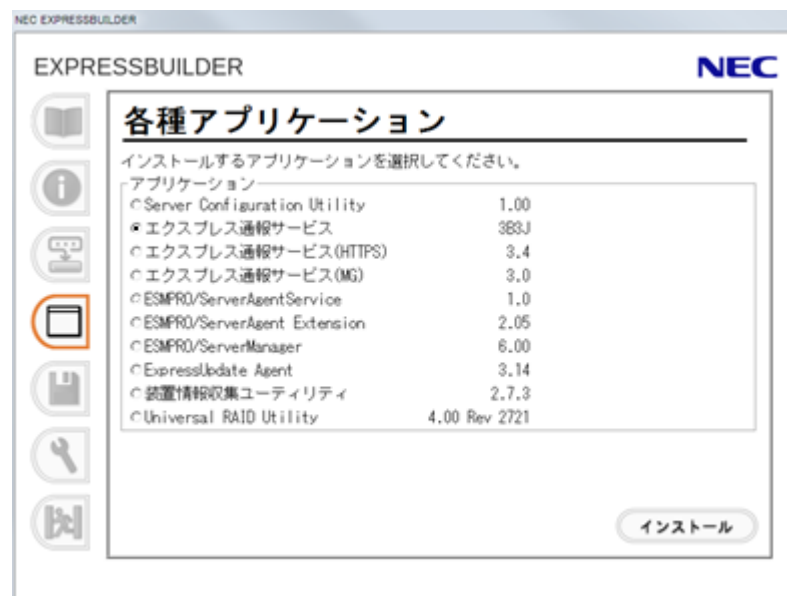 NEC EXPRESSBUILDER
EXPRESSBUILDER
NEC
各種アプリケーション
インストールするアプリケーションを選択してください。
アプリケーション
Server Configuration Utility 1.00
エクスプレス通報サービス 3B3J
エクスプレス通報サービス(HTTPS) 3.4
エクスプレス通報サービス(MG) 3.0
ESMPRO/ServerAgentService 1.0
ESMPRO/ServerAgent Extension 2.05
ESMPRO/ServerManager 6.00
ExpressUpdate Agent 3.14
装置情報収集ユーティリティ 2.7.3
Universal RAID Utility 4.00 Rev 2721
インストール